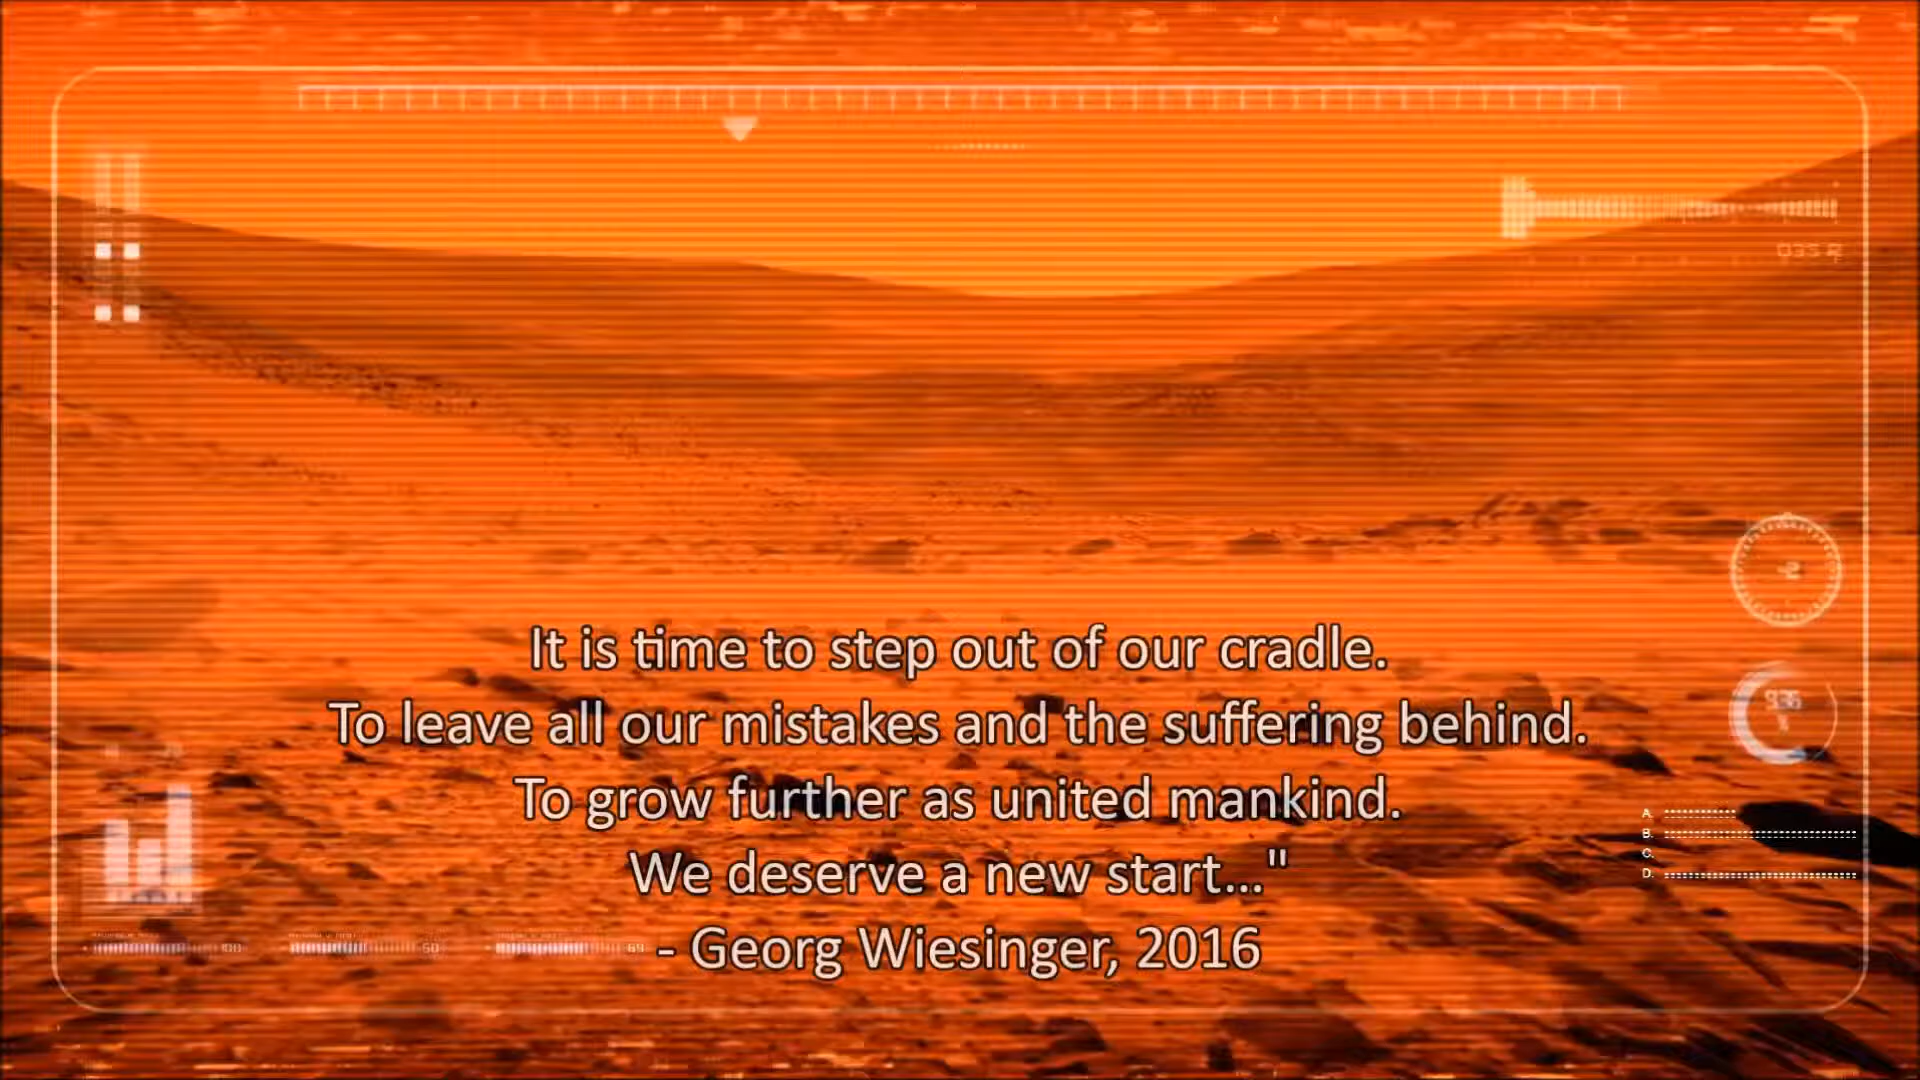 It is time to step out of our cradle.
To leave all our mistakes and the suffering behind.
To grow further as united mankind.
We deserve a new start..."
- Georg Wiesinger, 2016
A.
B.
C.
D.